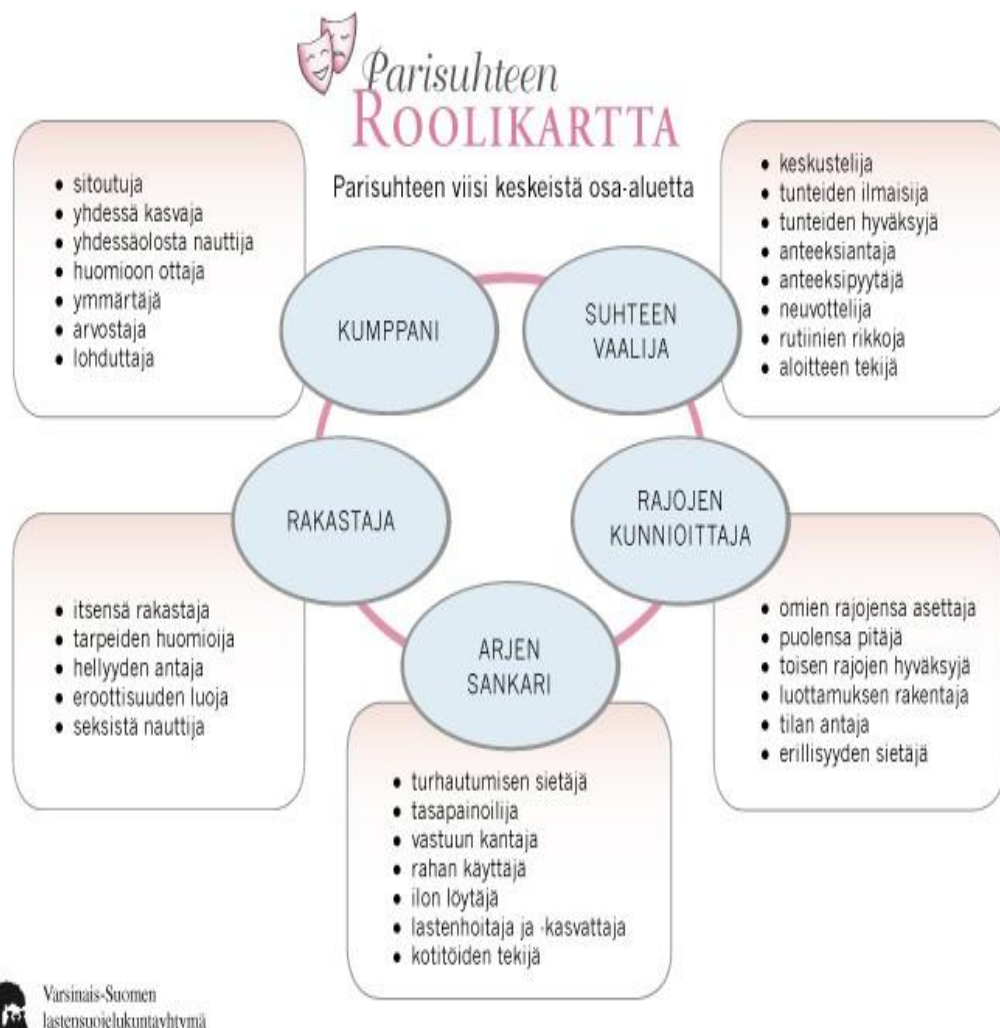 Parisuhteen
ROOLIKARTTA
Parisuhteen viisi keskeistä osa-aluetta
KUMPPANI
• sitoutuja
• yhdessä kasvaja
• yhdessäolosta nauttija
• huomioon ottaja
• ymmärtäjä
• arvostaja
• lohduttaja
SUHTEEN
VAALIJA
• keskustelija
• tunteiden ilmaisija
• tunteiden hyväksyjä
• anteeksiantaja
• anteeksipyytäjä
• neuvottelija
• rutiinien rikkoja
• aloitteen tekijä
RAKASTAJA
• itsensä rakastaja
• tarpeiden huomioija
• hellyyden antaja
• eroottisuuden luoja
• seksistä nauttija
RAJOJEN
KUNNIOITTAJA
• omien rajojensa asettaja
• puolensa pitäjä
• toisen rajojen hyväksyjä
• luottamuksen rakentaja
• tilan antaja
• erillisyyden sietäjä
ARJEN
SANKARI
• turhautumisen sietäjä
• tasapainoilija
• vastuun kantaja
• rahan käyttäjä
• ilon löytäjä
• lastenhoitaja ja -kasvattaja
• kotitöiden tekijä
Varsinais-Suomen
lastensuojelukuntayhtymä